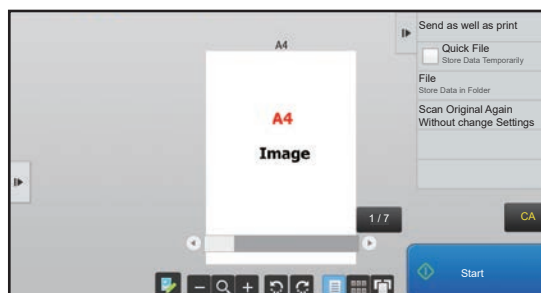 A4
A4
Image
1 / 7
Send as well as print
Quick File
Store Data Temporarily
File
Store Data in Folder
Scan Original Again
Without change Settings
CA
Start